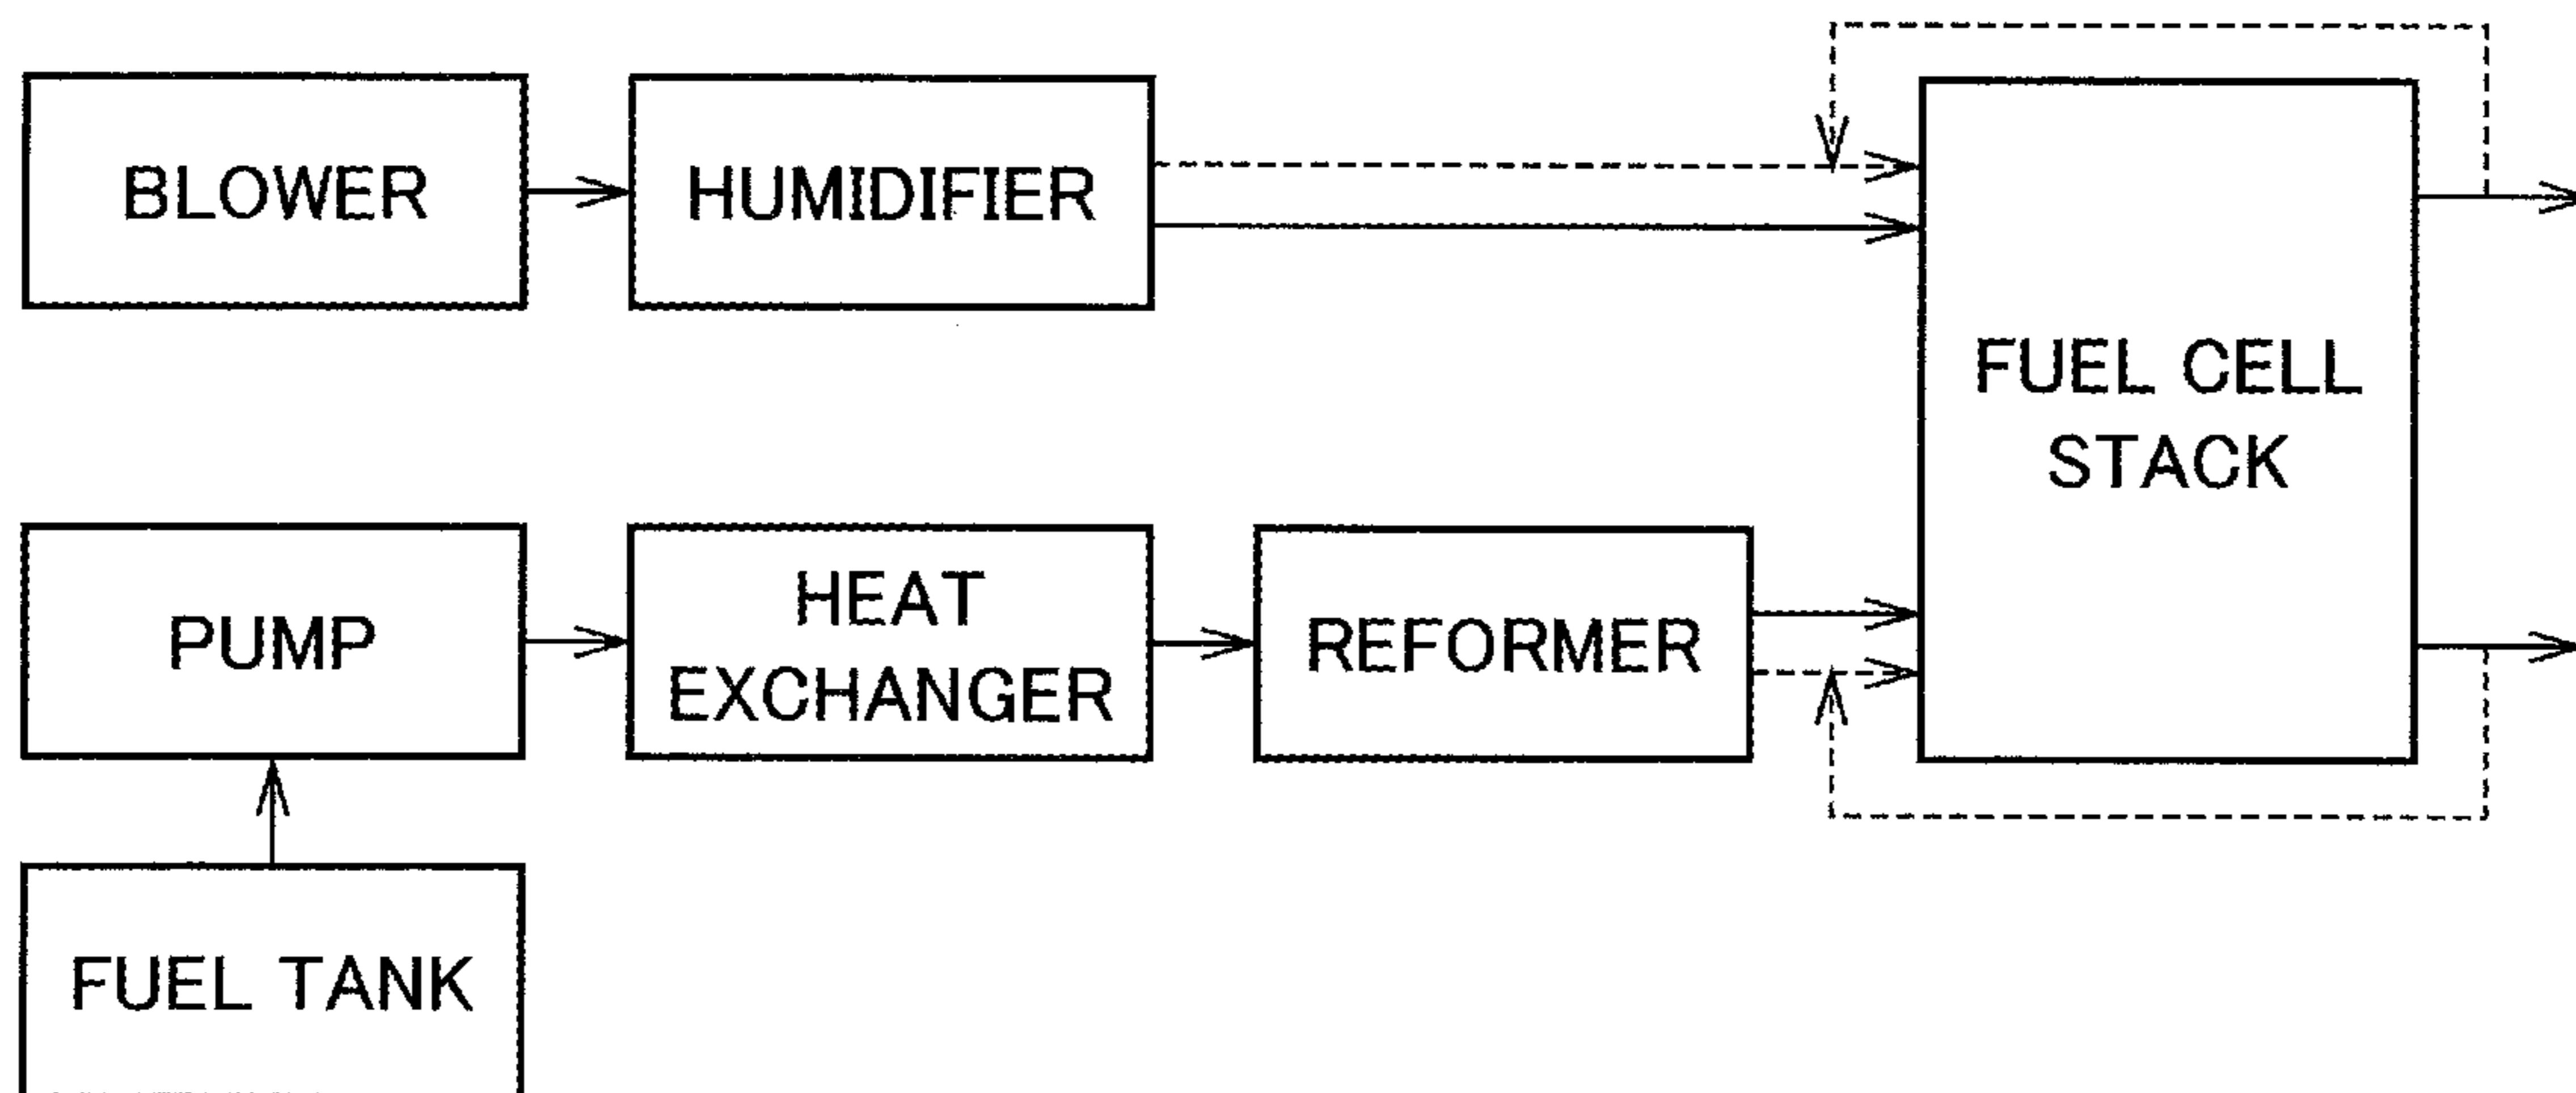 BLOWER
HUMIDIFIER
FUEL CELL
STACK
PUMP
HEAT
EXCHANGER
REFORMER
FUEL TANK